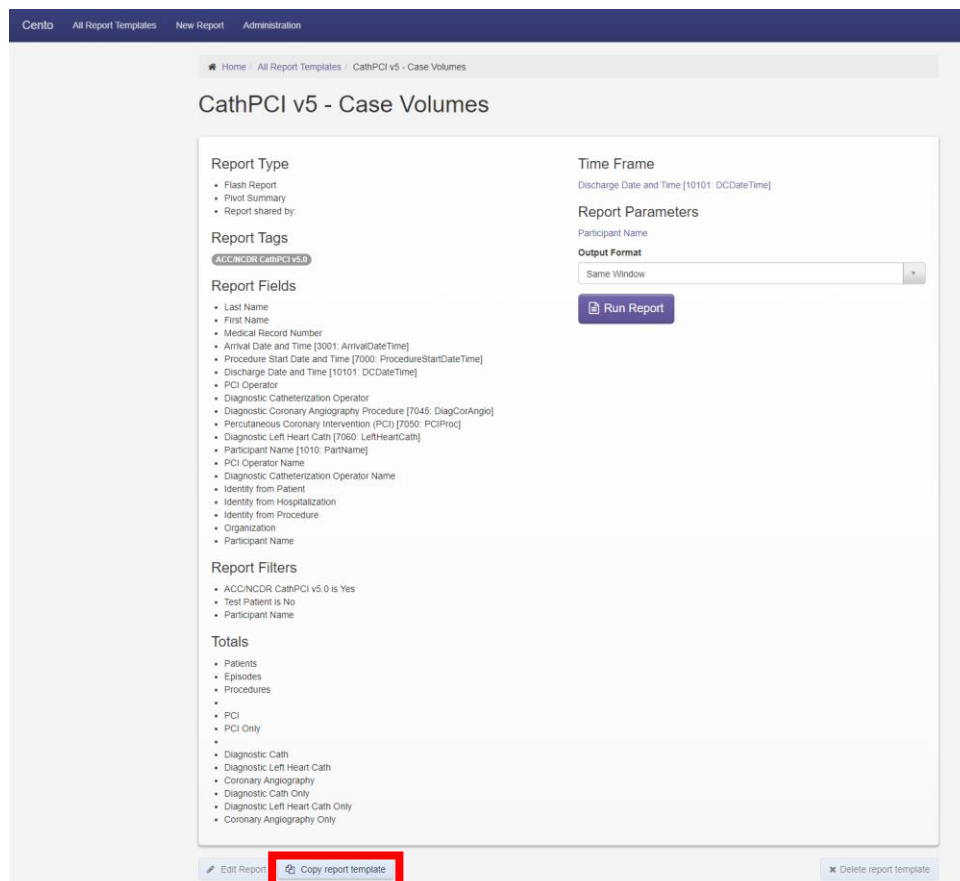 Cento All Report Templates New Report Administration
Home / All Report Templates / CathPCI v5 - Case Volumes
CathPCI v5 - Case Volumes
Report Type
• Flash Report
• Pivot Summary
• Report shared by:
Report Tags
ACC/NCDR CathPCI v5.0
Report Fields
• Last Name
• First Name
• Medical Record Number
• Arrival Date and Time [3001: ArrivalDateTime]
• Procedure Start Date and Time [7000: ProcedureStartDateTime]
• Discharge Date and Time [10101: DCDateTime]
• PCI Operator
• Diagnostic Catheterization Operator
• Diagnostic Coronary Angiography Procedure [7045: DiagCorAngio]
• Percutaneous Coronary Intervention (PCI) [7050: PCIProc]
• Diagnostic Left Heart Cath [7060: LeftHeartCath]
• Participant Name [1010: PartName]
• PCI Operator Name
• Diagnostic Catheterization Operator Name
• Identity from Patient
• Identity from Hospitalization
• Identity from Procedure
• Organization
• Participant Name
Report Filters
• ACC/NCDR CathPCI v5.0 is Yes
• Test Patient is No
• Participant Name
Totals
• Patients
• Episodes
• Procedures
•
• PCI
• PCI Only
•
• Diagnostic Cath
• Diagnostic Left Heart Cath
• Coronary Angiography
• Diagnostic Cath Only
• Diagnostic Left Heart Cath Only
• Coronary Angiography Only
Time Frame
Discharge Date and Time [10101: DCDateTime]
Report Parameters
Participant Name
Output Format
Same Window
Run Report
Edit Report Copy report template Delete report template